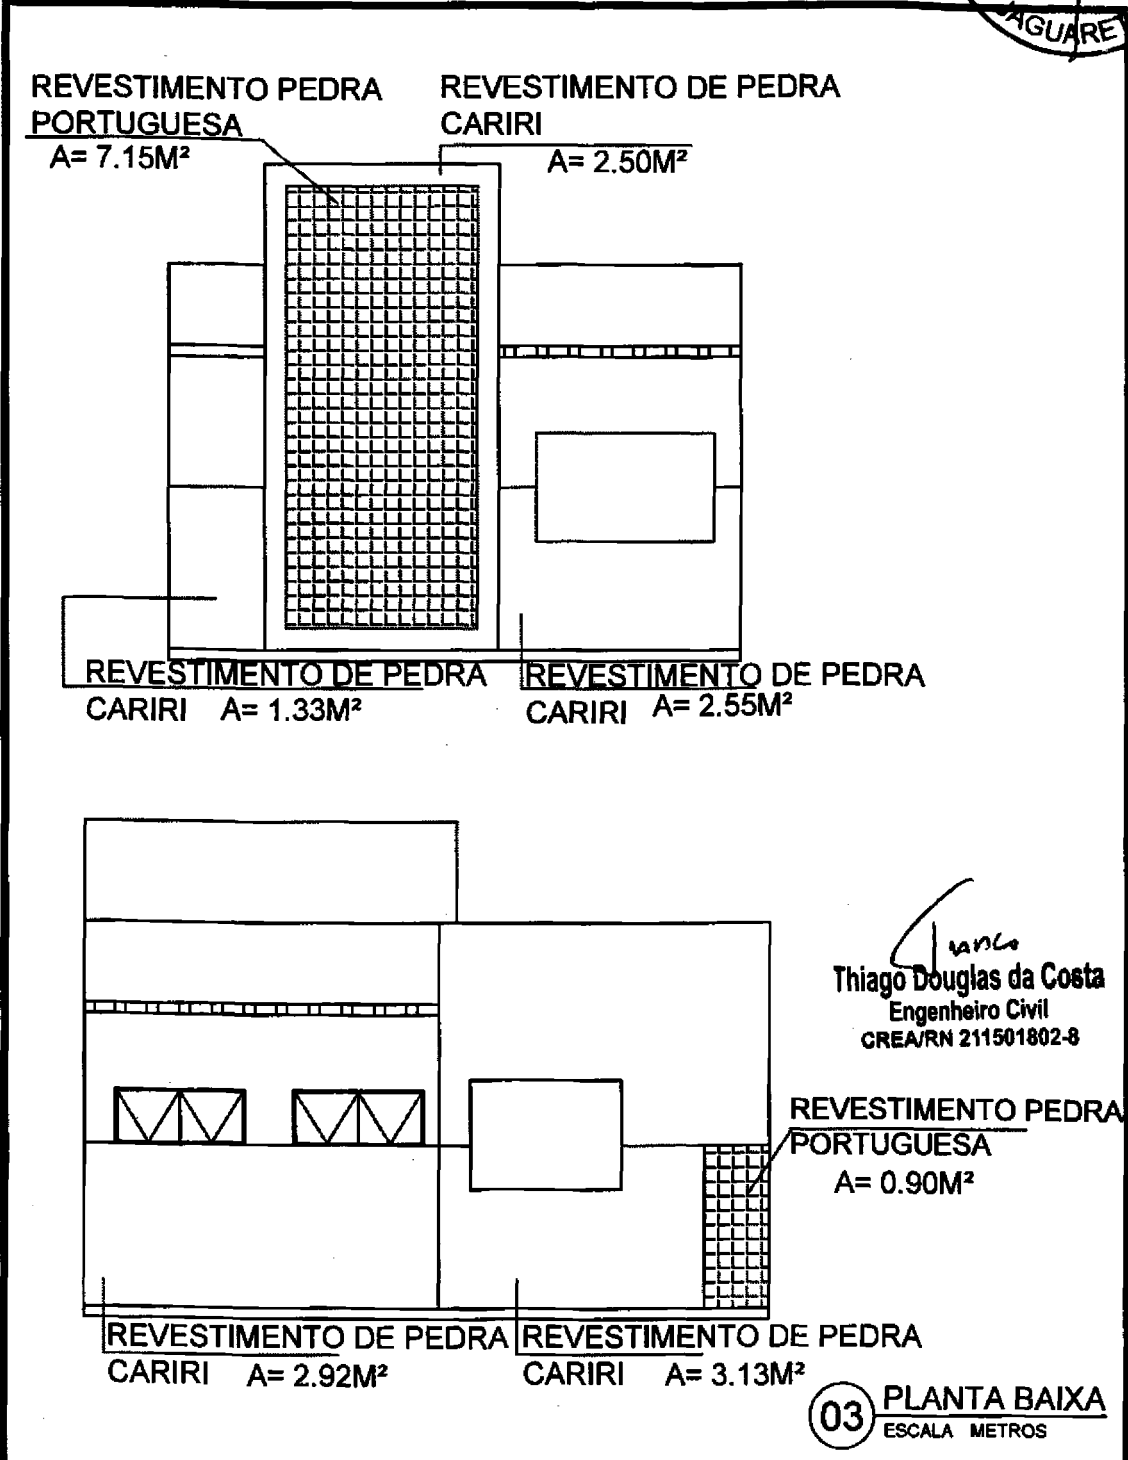 REVESTIMENTO PEDRA
PORTUGUESA
A= 7.15M²
REVESTIMENTO DE PEDRA
CARIRI
A= 2.50M²
REVESTIMENTO DE PEDRA
CARIRI A= 1.33M²
REVESTIMENTO DE PEDRA
CARIRI A= 2.55M²
Thiago Douglas da Costa
Engenheiro Civil
CREA/RN 211501802-8
REVESTIMENTO PEDRA
PORTUGUESA
A= 0.90M²
REVESTIMENTO DE PEDRA
CARIRI A= 2.92M²
REVESTIMENTO DE PEDRA
CARIRI A= 3.13M²
03 PLANTA BAIXA
ESCALA METROS